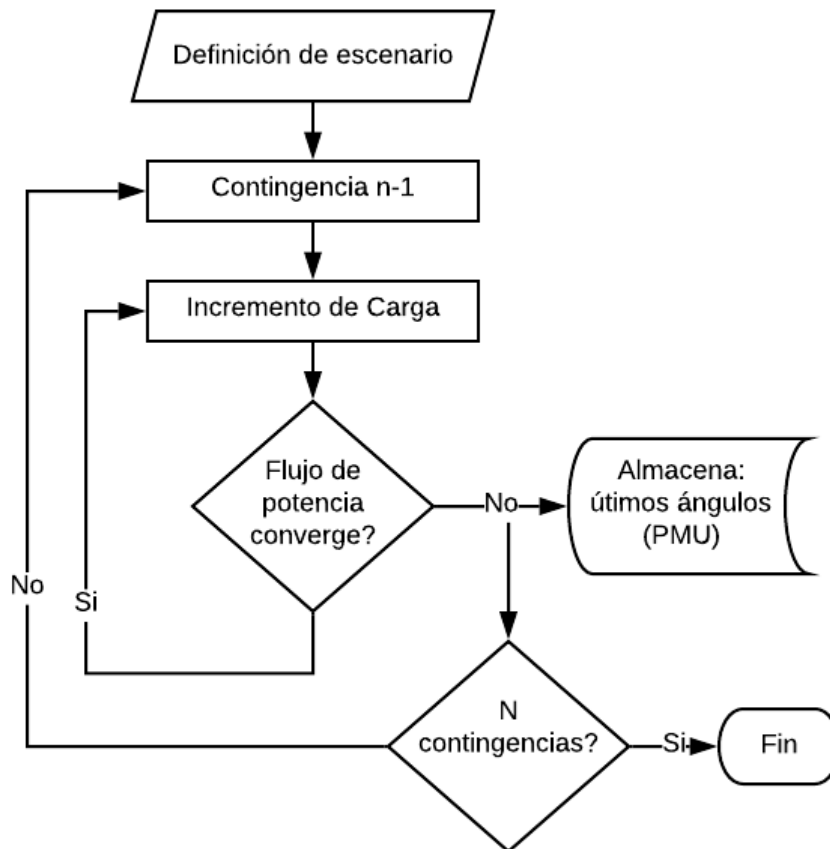 Definición de escenario
Contingencia n-1
Incremento de Carga
Flujo de
potencia
converge?
No
Almacena:
útimos ángulos
(PMU)
No
Si
N
contingencias?
Si
Fin